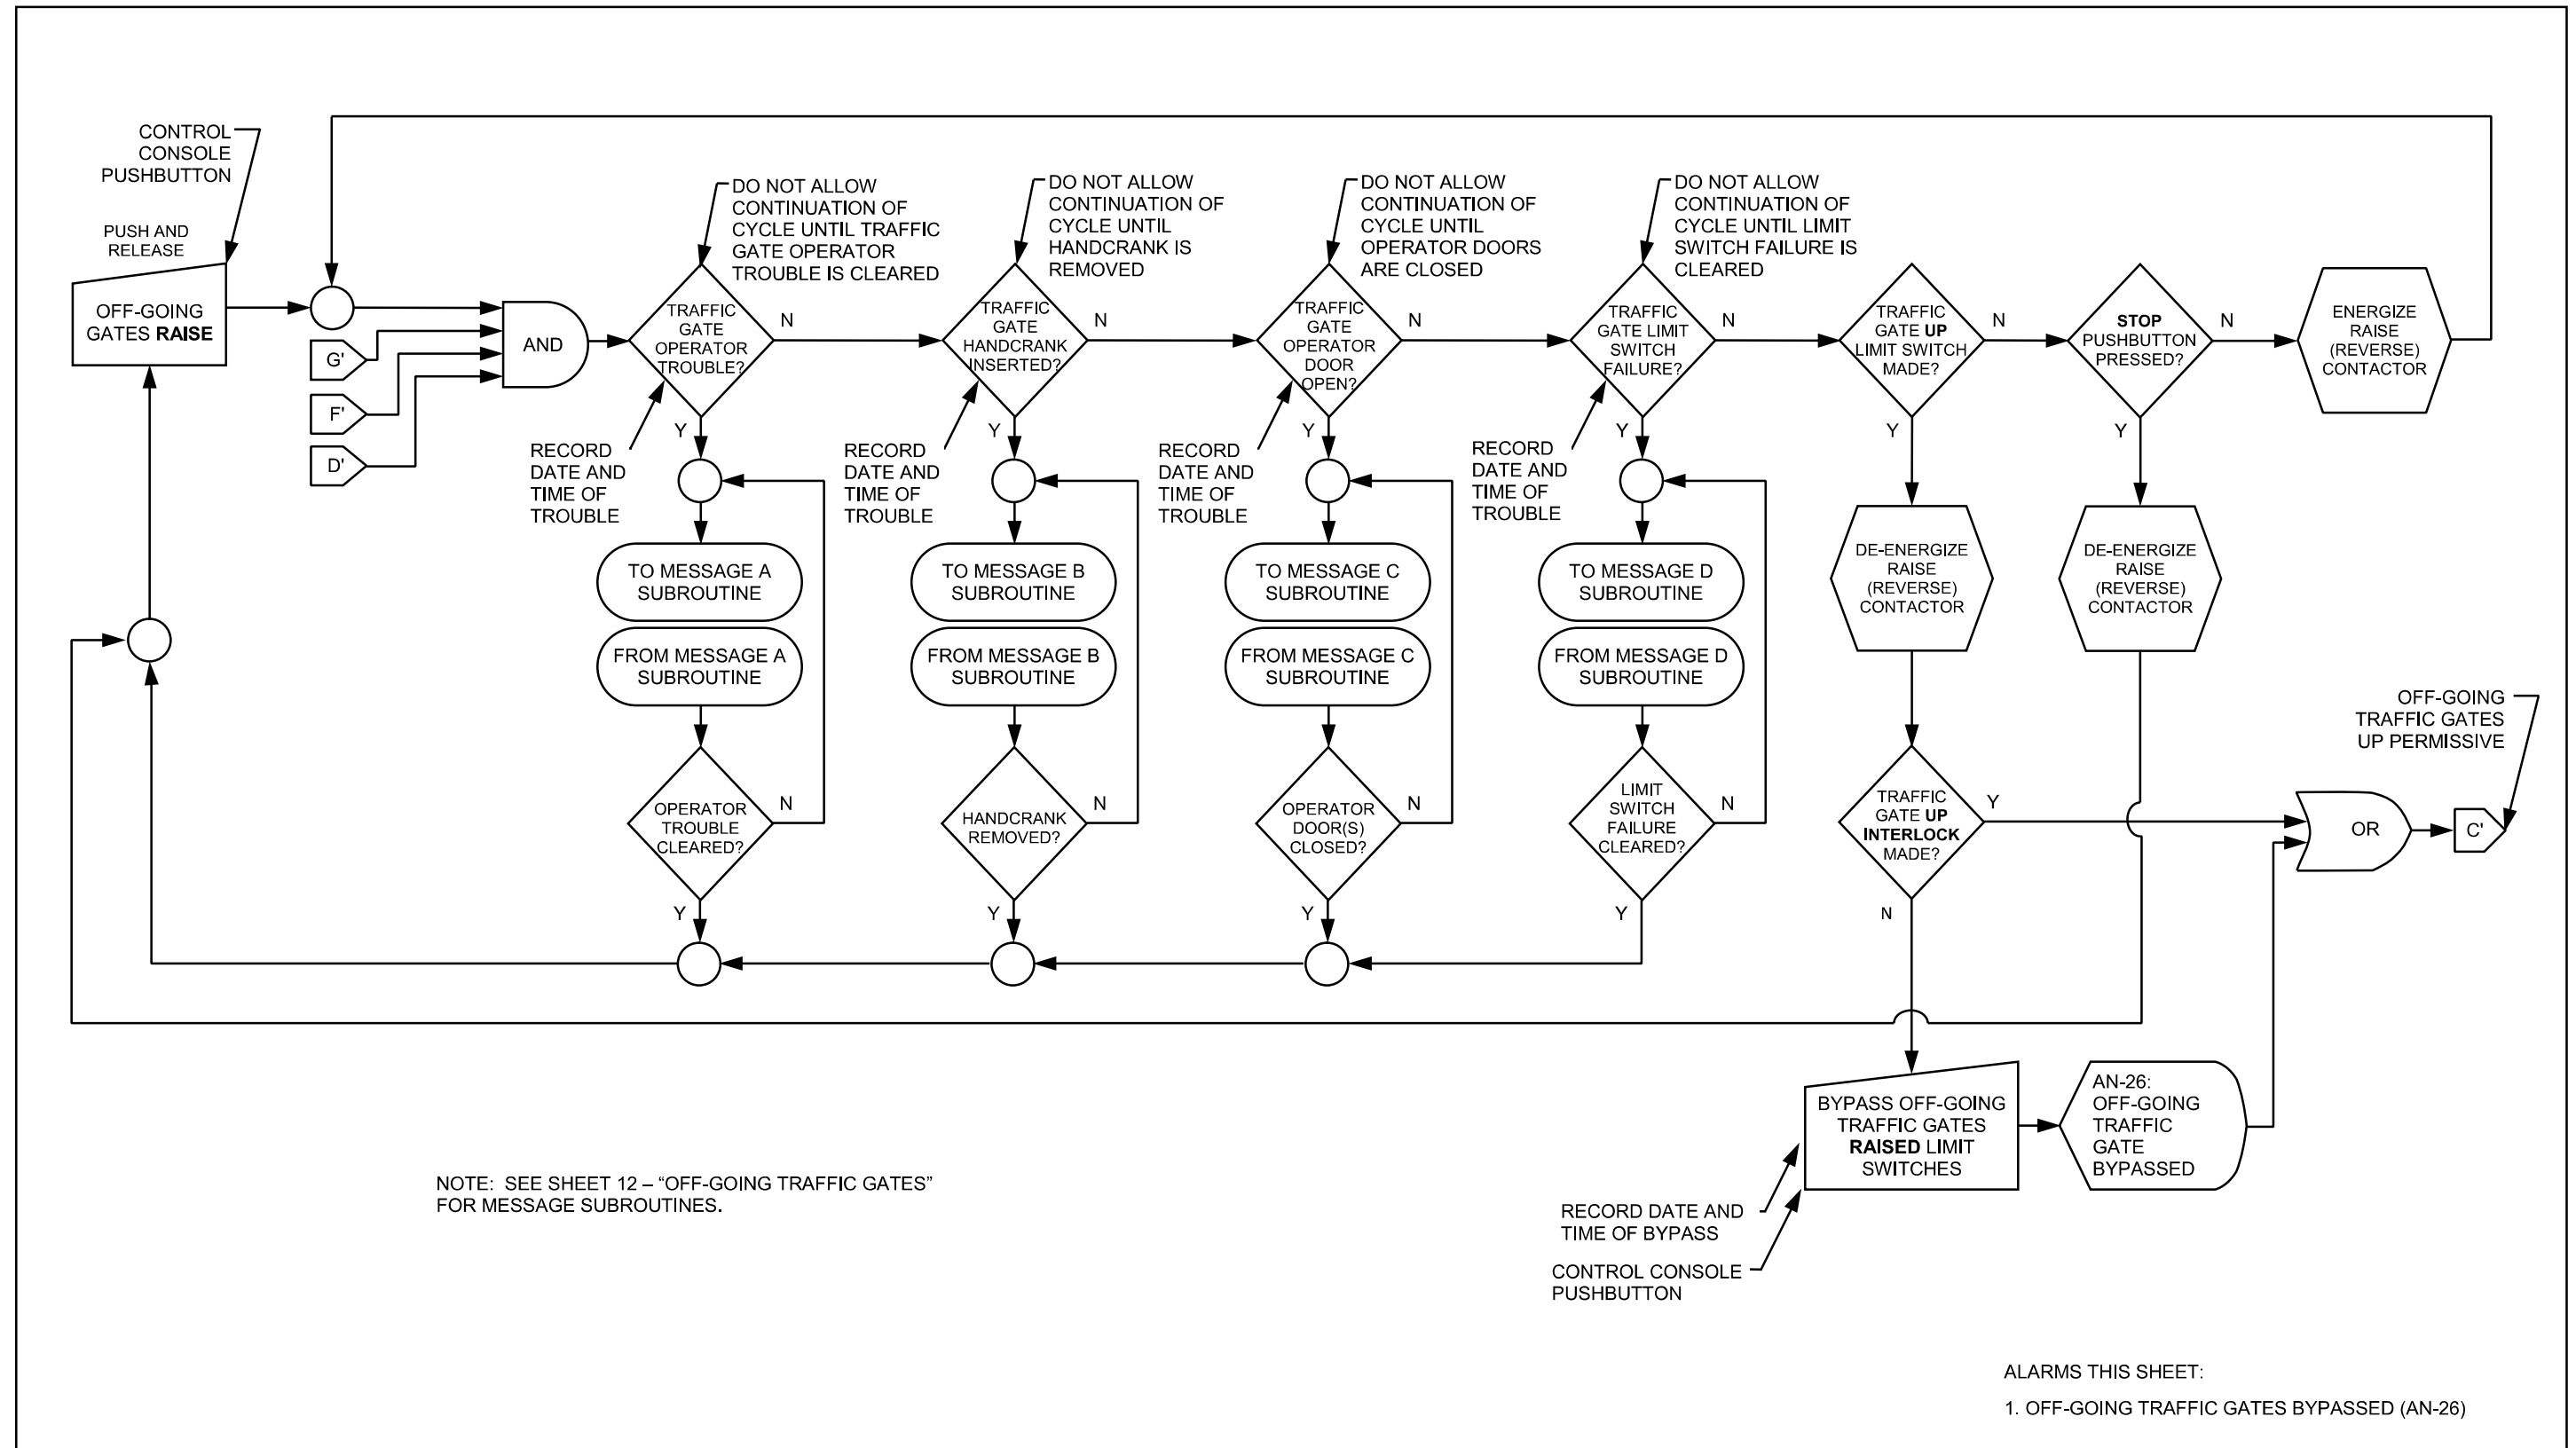 CONTROL
CONSOLE
PUSHBUTTON
PUSH AND
RELEASE
OFF-GOING
GATES RAISE
G'
F'
D'
AND
DO NOT ALLOW
CONTINUATION OF
CYCLE UNTIL TRAFFIC
GATE OPERATOR
TROUBLE IS CLEARED
TRAFFIC
GATE
OPERATOR
TROUBLE?
N
Y
RECORD
DATE AND
TIME OF
TROUBLE
TO MESSAGE A
SUBROUTINE
FROM MESSAGE A
SUBROUTINE
OPERATOR
TROUBLE
CLEARED?
N
Y
DO NOT ALLOW
CONTINUATION OF
CYCLE UNTIL
HANDCRANK IS
REMOVED
TRAFFIC
GATE
HANDCRANK
INSERTED?
N
Y
RECORD
DATE AND
TIME OF
TROUBLE
TO MESSAGE B
SUBROUTINE
FROM MESSAGE B
SUBROUTINE
HANDCRANK
REMOVED?
N
Y
DO NOT ALLOW
CONTINUATION OF
CYCLE UNTIL
OPERATOR DOORS
ARE CLOSED
TRAFFIC
GATE
OPERATOR
DOOR
OPEN?
N
Y
RECORD
DATE AND
TIME OF
TROUBLE
TO MESSAGE C
SUBROUTINE
FROM MESSAGE C
SUBROUTINE
OPERATOR
DOOR(S)
CLOSED?
N
Y
DO NOT ALLOW
CONTINUATION OF
CYCLE UNTIL LIMIT
SWITCH FAILURE IS
CLEARED
TRAFFIC
GATE LIMIT
SWITCH
FAILURE?
N
Y
RECORD
DATE AND
TIME OF
TROUBLE
TO MESSAGE D
SUBROUTINE
FROM MESSAGE D
SUBROUTINE
LIMIT
SWITCH
FAILURE
CLEARED?
N
Y
TRAFFIC
GATE UP
LIMIT SWITCH
MADE?
N
Y
DE-ENERGIZE
RAISE
(REVERSE)
CONTACTOR
TRAFFIC
GATE UP
INTERLOCK
MADE?
Y
N
STOP
PUSHBUTTON
PRESSED?
N
Y
DE-ENERGIZE
RAISE
(REVERSE)
CONTACTOR
ENERGIZE
RAISE
(REVERSE)
CONTACTOR
OFF-GOING
TRAFFIC GATES
UP PERMISSIVE
OR
C'
BYPASS OFF-GOING
TRAFFIC GATES
RAISED LIMIT
SWITCHES
AN-26:
OFF-GOING
TRAFFIC
GATE
BYPASSED
RECORD DATE AND
TIME OF BYPASS
CONTROL CONSOLE
PUSHBUTTON
NOTE: SEE SHEET 12 – “OFF-GOING TRAFFIC GATES”
FOR MESSAGE SUBROUTINES.
ALARMS THIS SHEET:
1. OFF-GOING TRAFFIC GATES BYPASSED (AN-26)